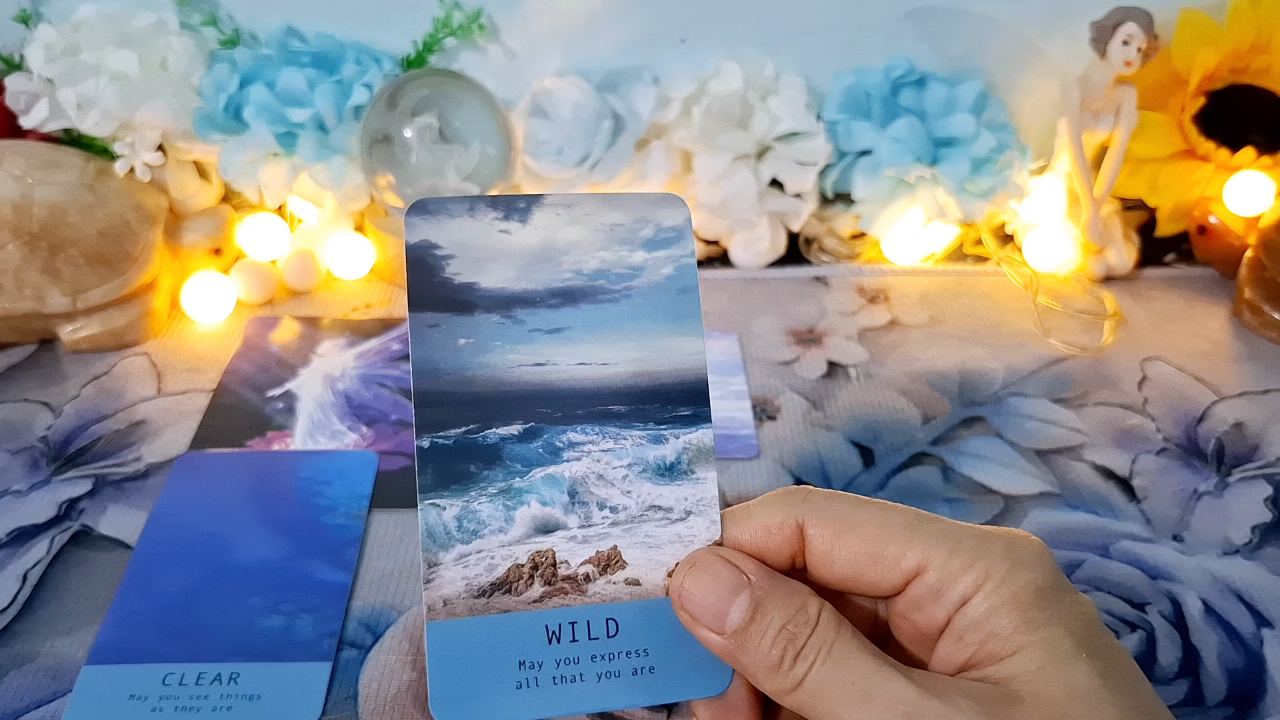 WILD
May you express
all that you are
CLEAR
May you see things
as they are